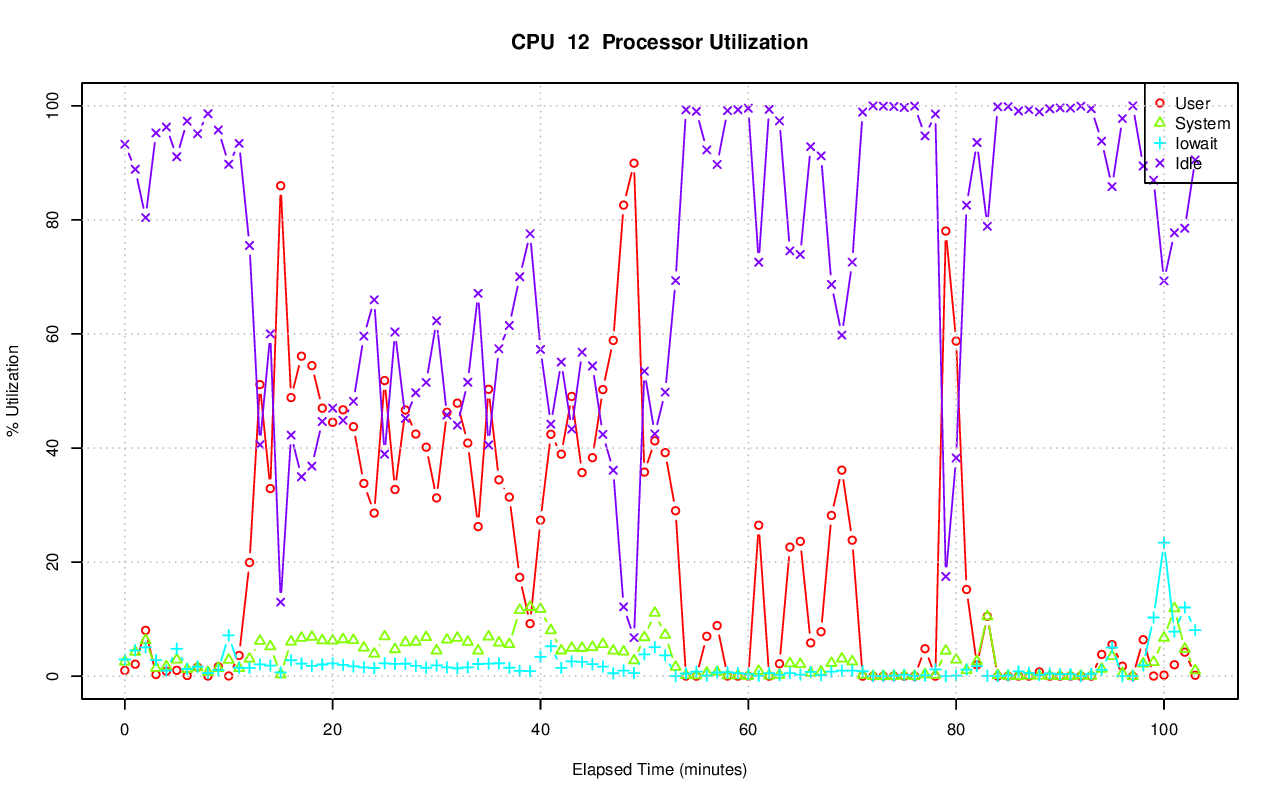 CPU  12  Processor Utilization
% Utilization
100
80
60
40
20
0
User
System
Iowait
Idle
0 20 40 60 80 100
Elapsed Time (minutes)